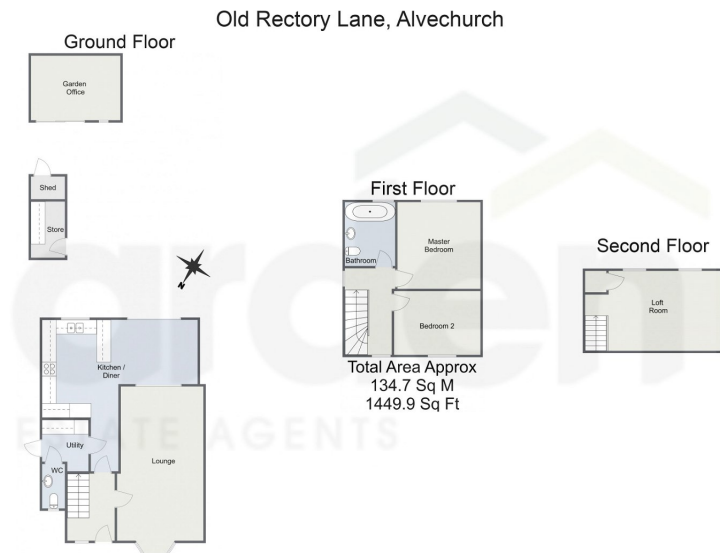 Old Rectory Lane, Alvechurch
Ground Floor
Garden
Office
Shed
Store
N
Kitchen /
Diner
Utility
WC
Lounge
First Floor
Bathroom
Master
Bedroom
Bedroom 2
Total Area Approx
134.7 Sq M
1449.9 Sq Ft
Second Floor
Loft
Room
arden
ESTATE AGENTS